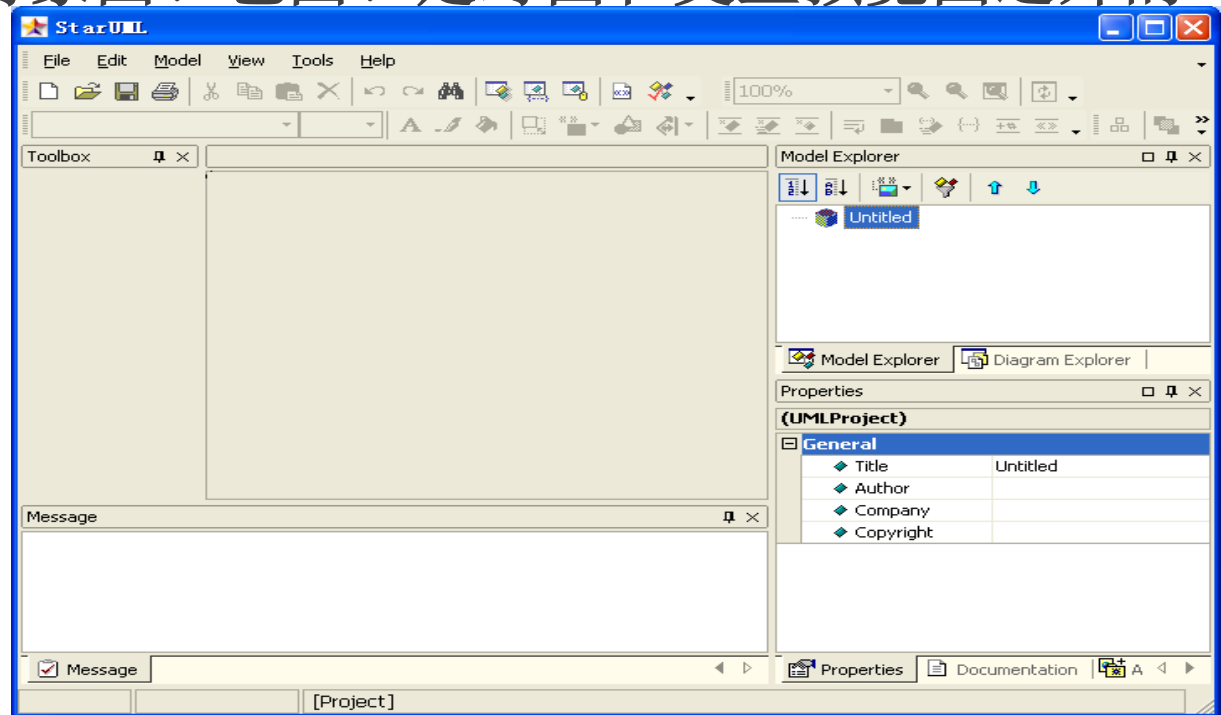 StarUML
File Edit Model View Tools Help
100%
Toolbox
Model Explorer
Untitled
Model Explorer Diagram Explorer
Properties
(UMLProject)
General
Title Untitled
Author
Company
Copyright
Message
Message
Properties Documentation A
[Project]